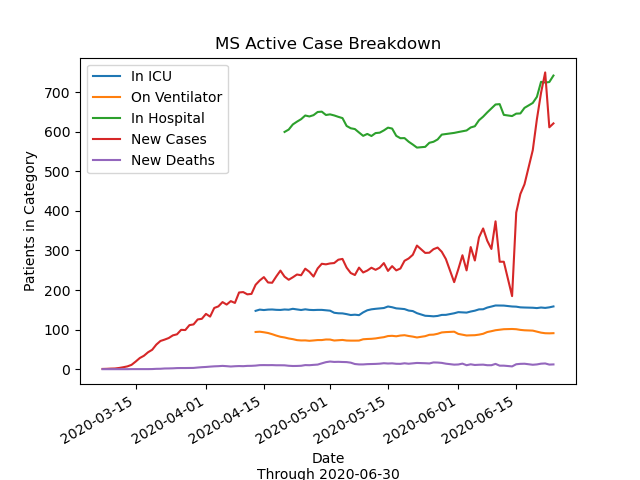 MS Active Case Breakdown
In ICU
On Ventilator
In Hospital
New Cases
New Deaths
Patients in Category
700
600
500
400
300
200
100
0
2020-03-15
2020-04-01
2020-04-15
2020-05-01
2020-05-15
2020-06-01
2020-06-15
Date
Through 2020-06-30